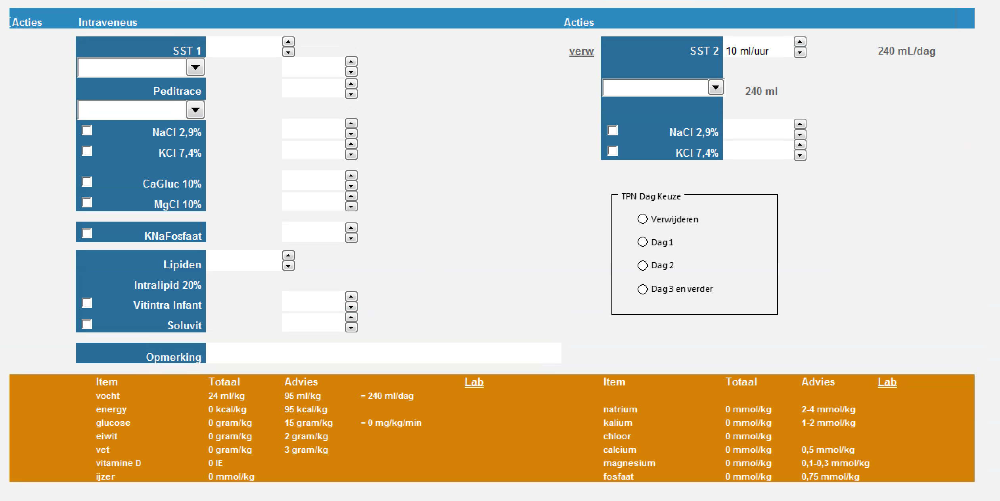 Acties Intraveneus Acties
SST 1
verw SST 2 10 ml/uur 240 mL/dag
Peditrace
240 ml
NaCl 2,9%
KCl 7,4%
CaGluc 10%
MgCl 10%
NaCl 2,9%
KCl 7,4%
KNaFosfaat
Lipiden
Intralipid 20%
Vitintra Infant
Soluvit
TPN Dag Keuze
Verwijderen
Dag 1
Dag 2
Dag 3 en verder
Opmerking
Item Totaal Advies Lab
vocht 24 ml/kg 95 ml/kg = 240 ml/dag
energy 0 kcal/kg 95 kcal/kg
glucose 0 gram/kg 15 gram/kg = 0 mg/kg/min
eiwit 0 gram/kg 2 gram/kg
vet 0 gram/kg 3 gram/kg
vitamine D 0 IE
ijzer 0 mmol/kg
Item Totaal Advies Lab
natrium 0 mmol/kg 2-4 mmol/kg
kalium 0 mmol/kg 1-2 mmol/kg
chloor 0 mmol/kg
calcium 0 mmol/kg 0,5 mmol/kg
magnesium 0 mmol/kg 0,1-0,3 mmol/kg
fosfaat 0 mmol/kg 0,75 mmol/kg